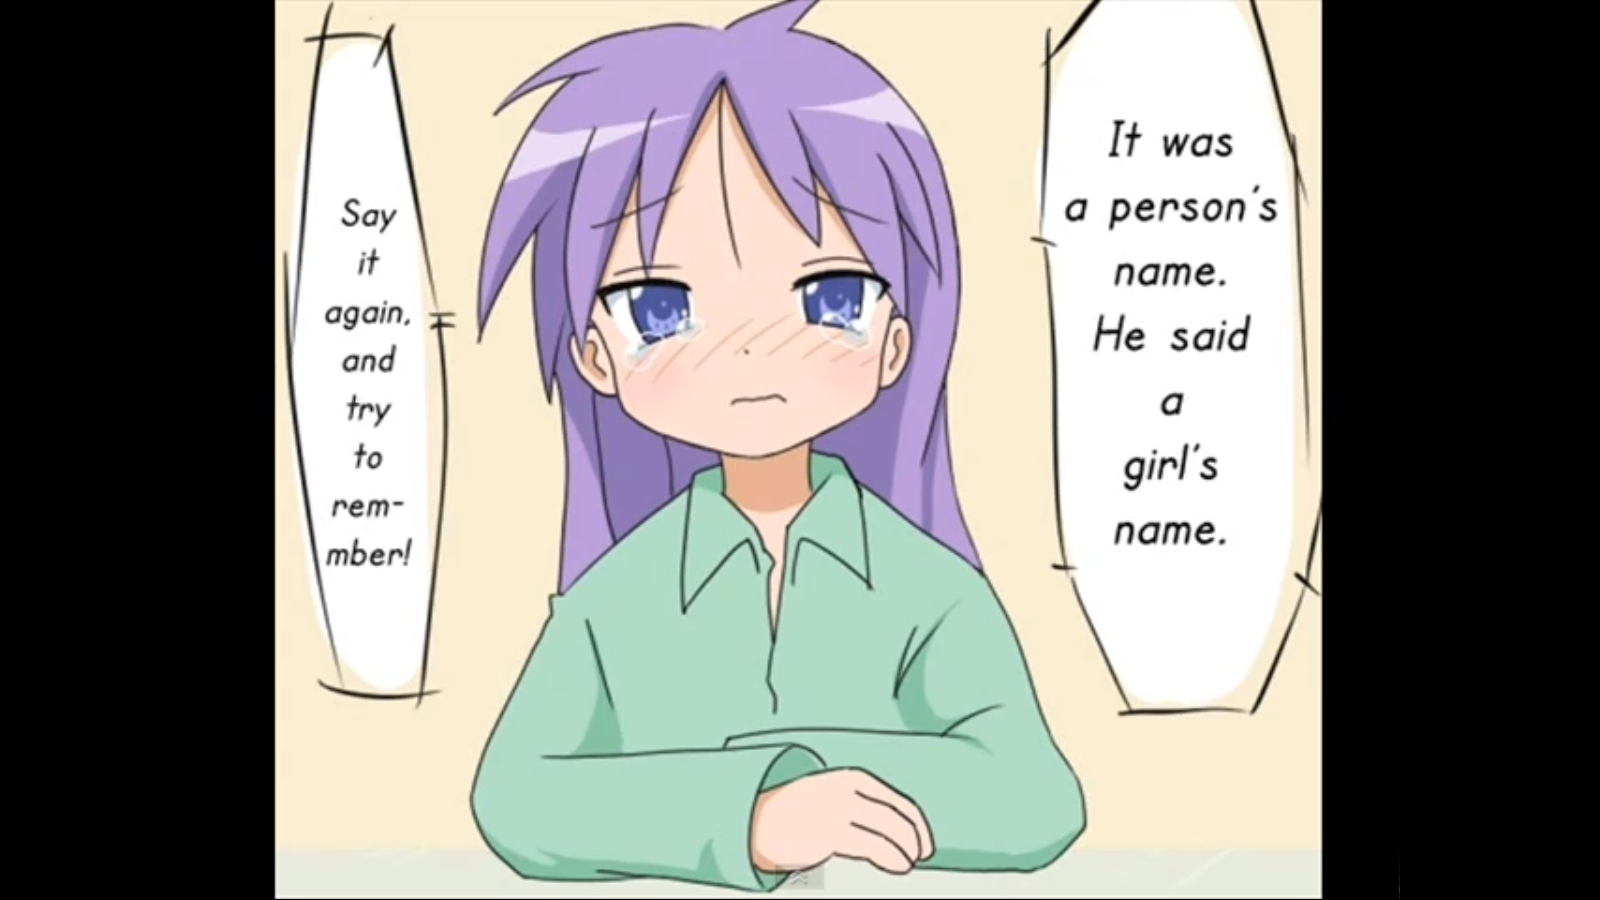 It was
a person's
name.
He said
a
girl's
name.
Say
it
again,
and
try
to
rem-
mber!